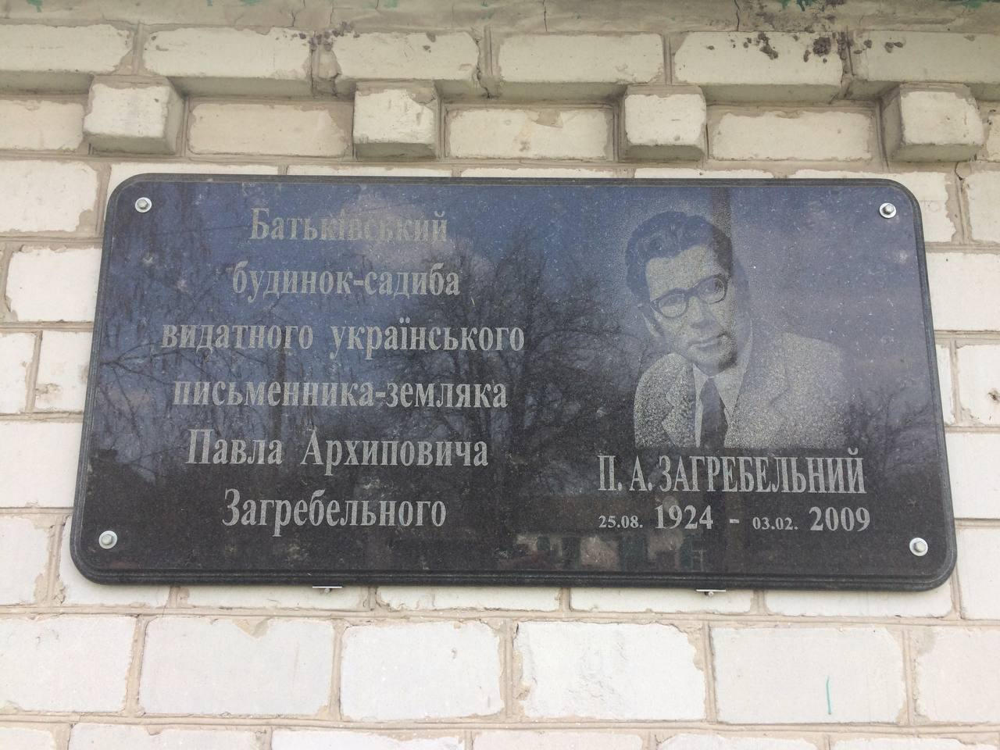 Батьківський
будинок-садиба
видатного українського
письменника-земляка
Павла Архиповича
Загребельного
П. А. ЗАГРЕБЕЛЬНИЙ
25.08. 1924 - 03.02. 2009